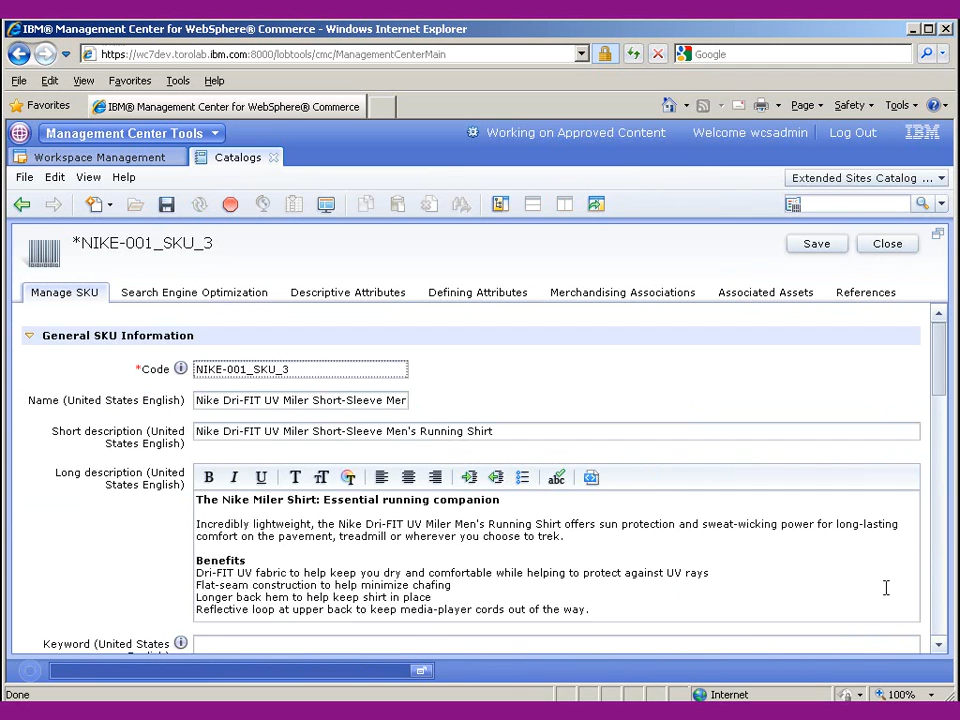 IBM® Management Center for WebSphere® Commerce - Windows Internet Explorer
https://wc7dev.torolab.ibm.com:8000/lobtools/cmc/ManagementCenterMain
Google
File Edit View Favorites Tools Help
Favorites IBM® Management Center for WebSphere® Commerce Page Safety Tools
Management Center Tools Working on Approved Content Welcome wcsadmin Log Out IBM
Workspace Management Catalogs
File Edit View Help Extended Sites Catalog ...
*NIKE-001_SKU_3 Save Close
Manage SKU Search Engine Optimization Descriptive Attributes Defining Attributes Merchandising Associations Associated Assets References
General SKU Information
*Code NIKE-001_SKU_3
Name (United States English) Nike Dri-FIT UV Miler Short-Sleeve Mer
Short description (United States English) Nike Dri-FIT UV Miler Short-Sleeve Men's Running Shirt
Long description (United States English) B I U T TT T abc
The Nike Miler Shirt: Essential running companion
Incredibly lightweight, the Nike Dri-FIT UV Miler Men's Running Shirt offers sun protection and sweat-wicking power for long-lasting
comfort on the pavement, treadmill or wherever you choose to trek.
Benefits
Dri-FIT UV fabric to help keep you dry and comfortable while helping to protect against UV rays
Flat-seam construction to help minimize chafing
Longer back hem to help keep shirt in place
Reflective loop at upper back to keep media-player cords out of the way.
Keyword (United States English)
Done Internet 100%